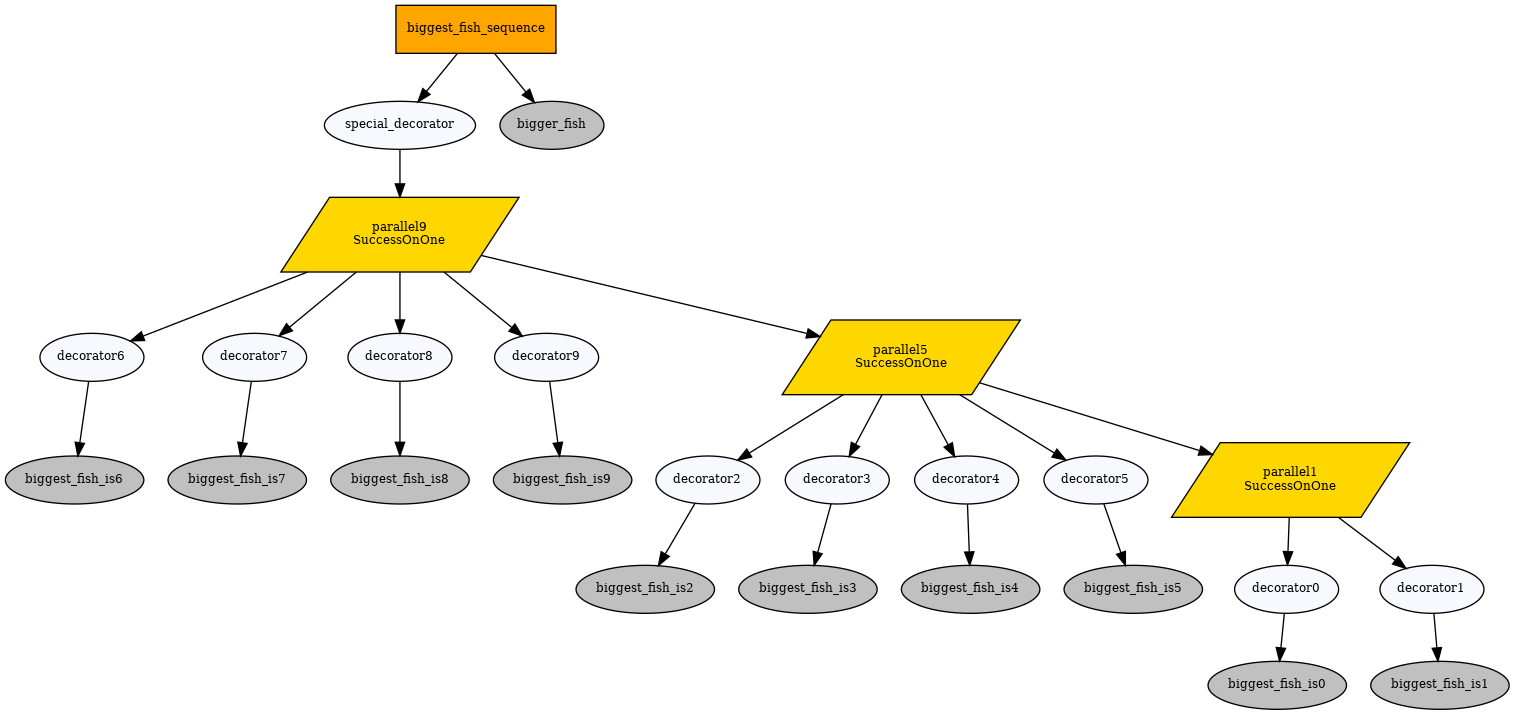 biggest_fish_sequence
special_decorator
bigger_fish
parallel9
SuccessOnOne
decorator6
decorator7
decorator8
decorator9
parallel5
SuccessOnOne
biggest_fish_is6
biggest_fish_is7
biggest_fish_is8
biggest_fish_is9
decorator2
decorator3
decorator4
decorator5
parallel1
SuccessOnOne
biggest_fish_is2
biggest_fish_is3
biggest_fish_is4
biggest_fish_is5
decorator0
decorator1
biggest_fish_is0
biggest_fish_is1